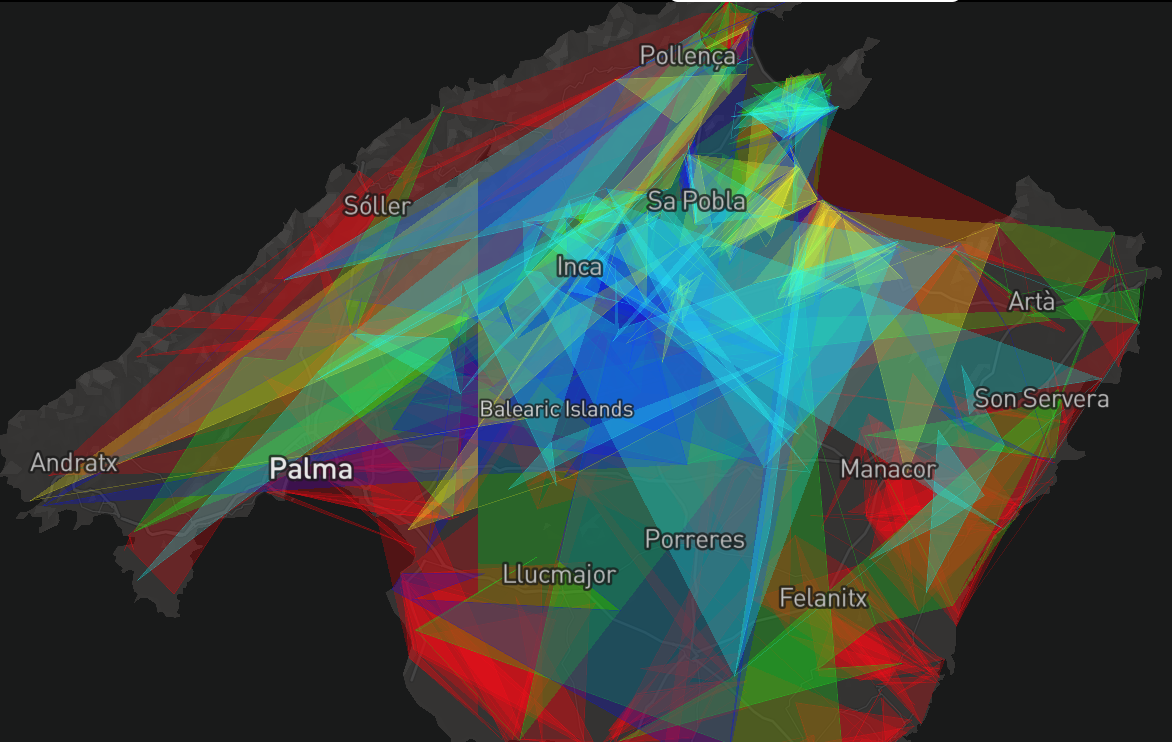 Pollença
Sóller
Sa Pobla
Inca
Artà
Son Servera
Balearic Islands
Andratx
Palma
Manacor
Porreres
Llucmajor
Felanitx